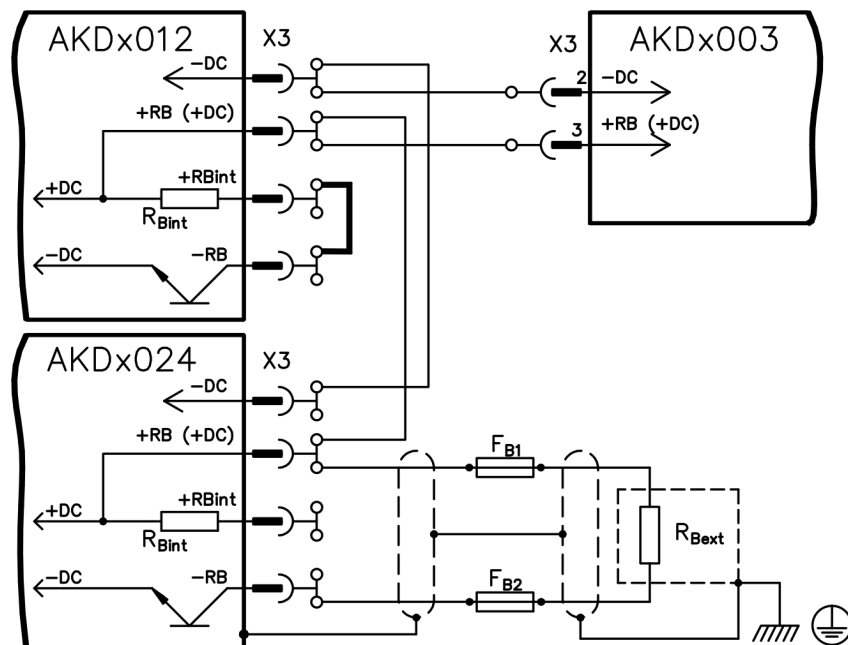 AKDx012
X3
-DC
+RB (+DC)
+DC
+RBint
RBint
-DC
-RB
X3
AKDx003
2
-DC
3
+RB (+DC)
AKDx024
X3
-DC
+RB (+DC)
+DC
+RBint
RBint
-DC
-RB
FB1
RBext
FB2